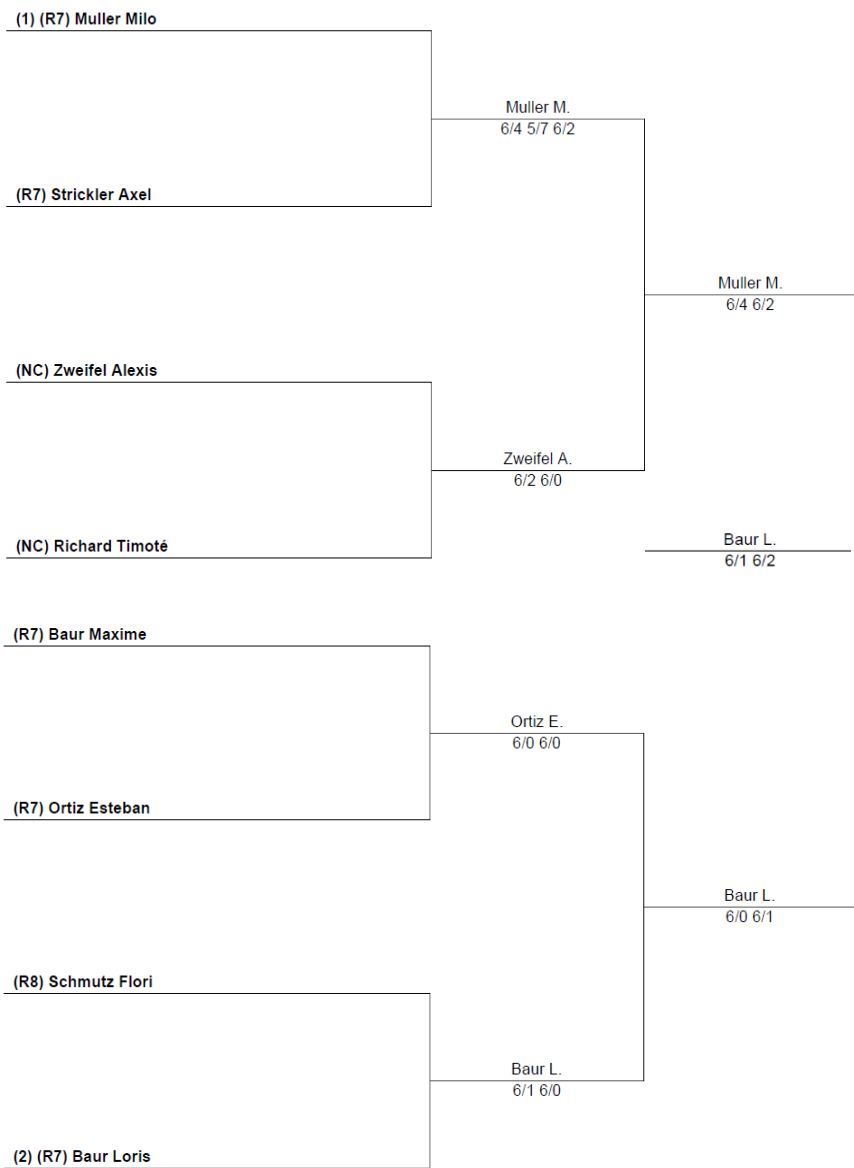 (1) (R7) Muller Milo
Muller M.
6/4 5/7 6/2
(R7) Strickler Axel
Muller M.
6/4 6/2
(NC) Zweifel Alexis
Zweifel A.
6/2 6/0
(NC) Richard Timoté
Baur L.
6/1 6/2
(R7) Baur Maxime
Ortiz E.
6/0 6/0
(R7) Ortiz Esteban
Baur L.
6/0 6/1
(R8) Schmutz Flori
Baur L.
6/1 6/0
(2) (R7) Baur Loris